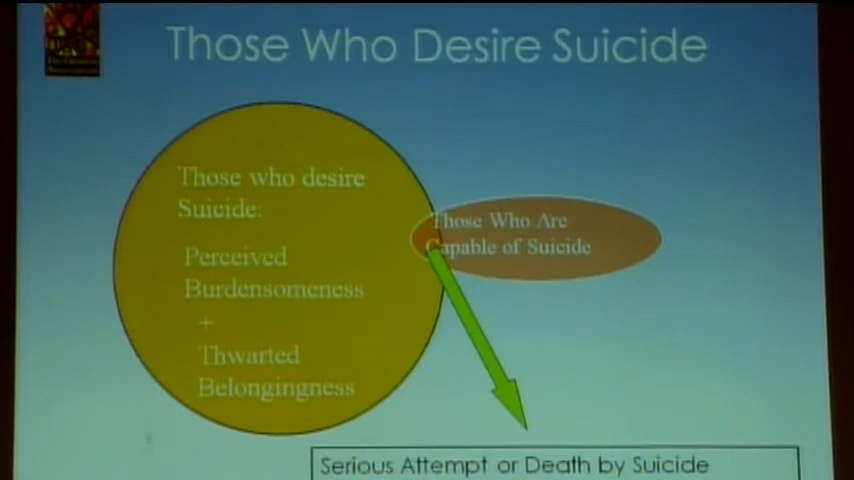 Those Who Desire Suicide
Those who desire
Suicide:
Perceived
Burdensomeness
+
Thwarted
Belongingness
Those Who Are
Capable of Suicide
Serious Attempt or Death by Suicide